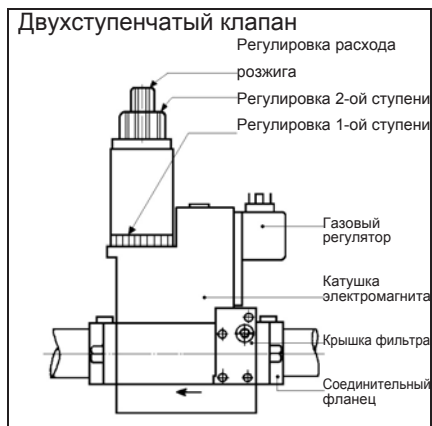 Двухступенчатый клапан
Регулировка расхода
розжига
Регулировка 2-ой ступени
Регулировка 1-ой ступени
Газовый
регулятор
Катушка
электромагнита
Крышка фильтра
Соединительный
фланец